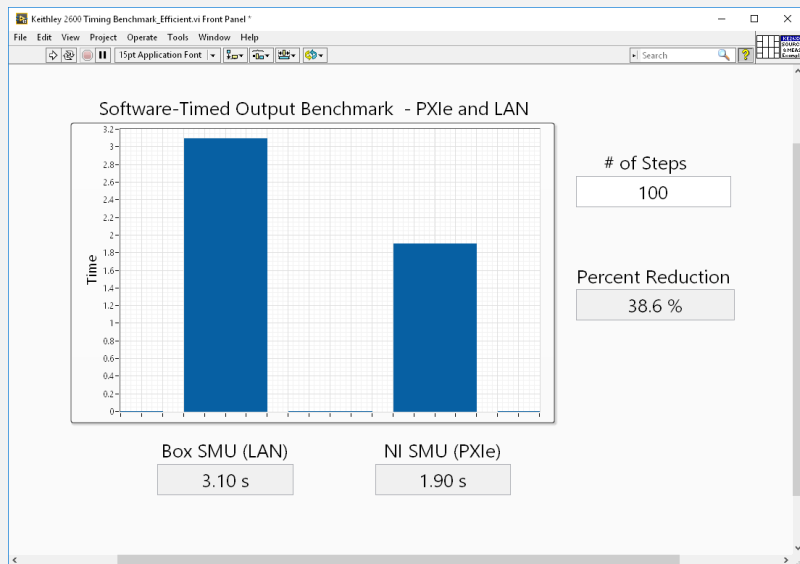 Keithley 2600 Timing Benchmark_Efficient.vi Front Panel *
File Edit View Project Operate Tools Window Help
15pt Application Font
Search
?
Software-Timed Output Benchmark - PXIe and LAN
3.2
3
2.8
2.6
2.4
2.2
2
1.8
1.6
1.4
1.2
1
0.8
0.6
0.4
0.2
0
Time
# of Steps
100
Percent Reduction
38.6 %
Box SMU (LAN)
3.10 s
NI SMU (PXIe)
1.90 s